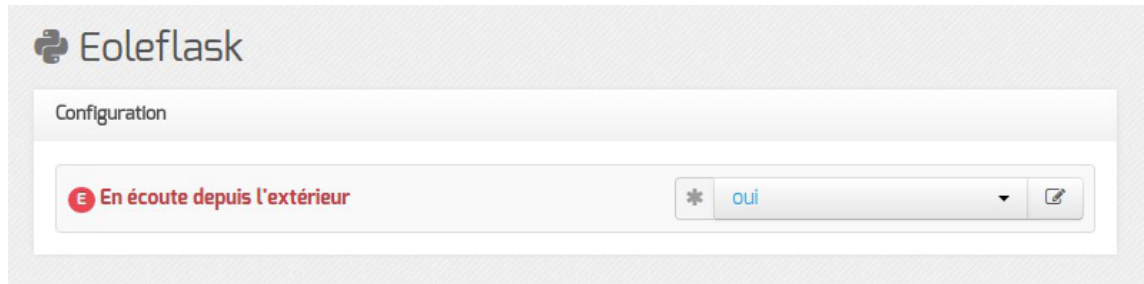 Eoleflask
Configuration
E En écoute depuis l'extérieur
* oui